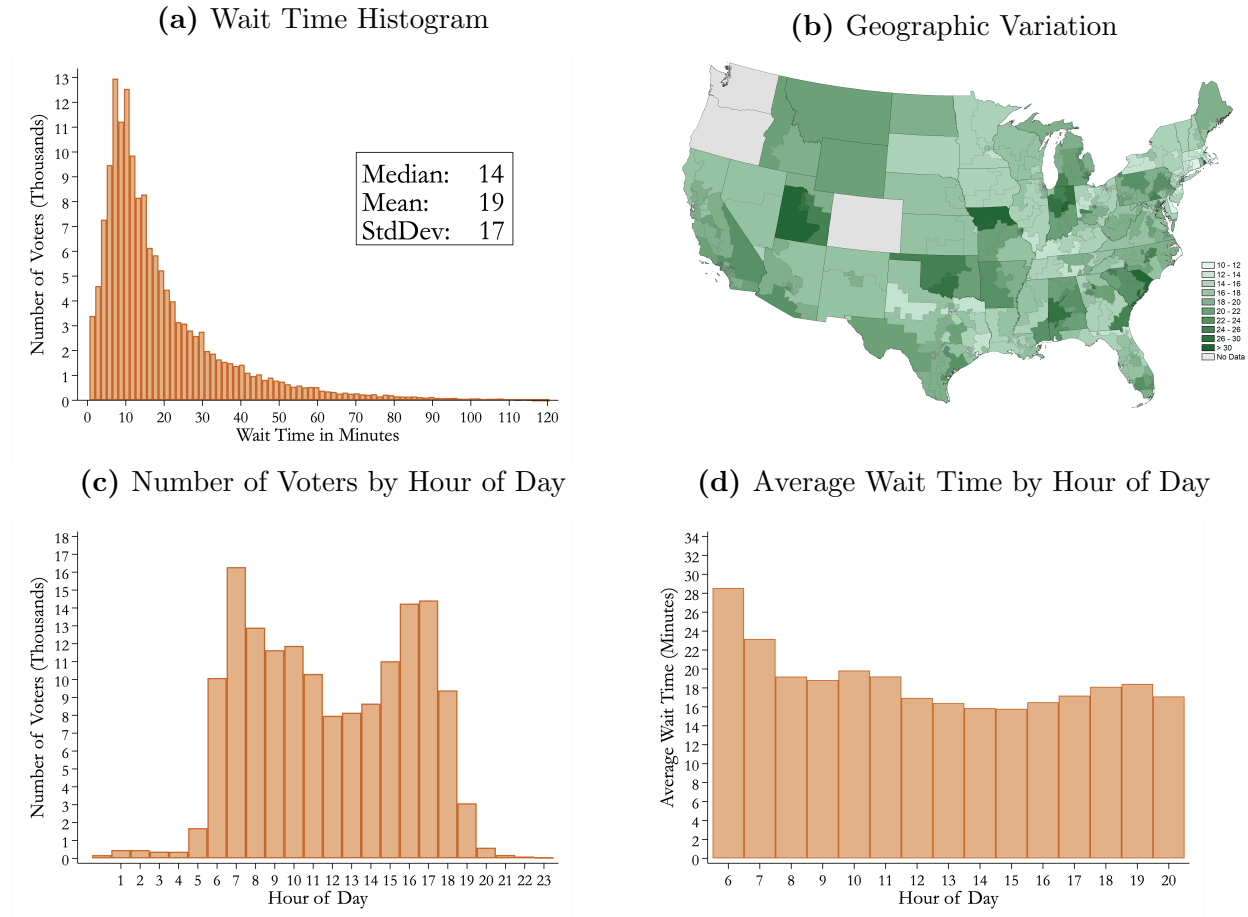 (a) Wait Time Histogram
Number of Voters (Thousands)
13
12
11
10
9
8
7
6
5
4
3
2
1
0
Median: 14
Mean: 19
StdDev: 17
0 10 20 30 40 50 60 70 80 90 100 110 120
Wait Time in Minutes
(b) Geographic Variation
10 - 12
12 - 14
14 - 16
16 - 18
18 - 20
20 - 22
22 - 24
24 - 26
26 - 30
> 30
No Data
(c) Number of Voters by Hour of Day
Number of Voters (Thousands)
18
17
16
15
14
13
12
11
10
9
8
7
6
5
4
3
2
1
0
1 2 3 4 5 6 7 8 9 10 11 12 13 14 15 16 17 18 19 20 21 22 23
Hour of Day
(d) Average Wait Time by Hour of Day
Average Wait Time (Minutes)
34
32
30
28
26
24
22
20
18
16
14
12
10
8
6
4
2
0
6 7 8 9 10 11 12 13 14 15 16 17 18 19 20
Hour of Day